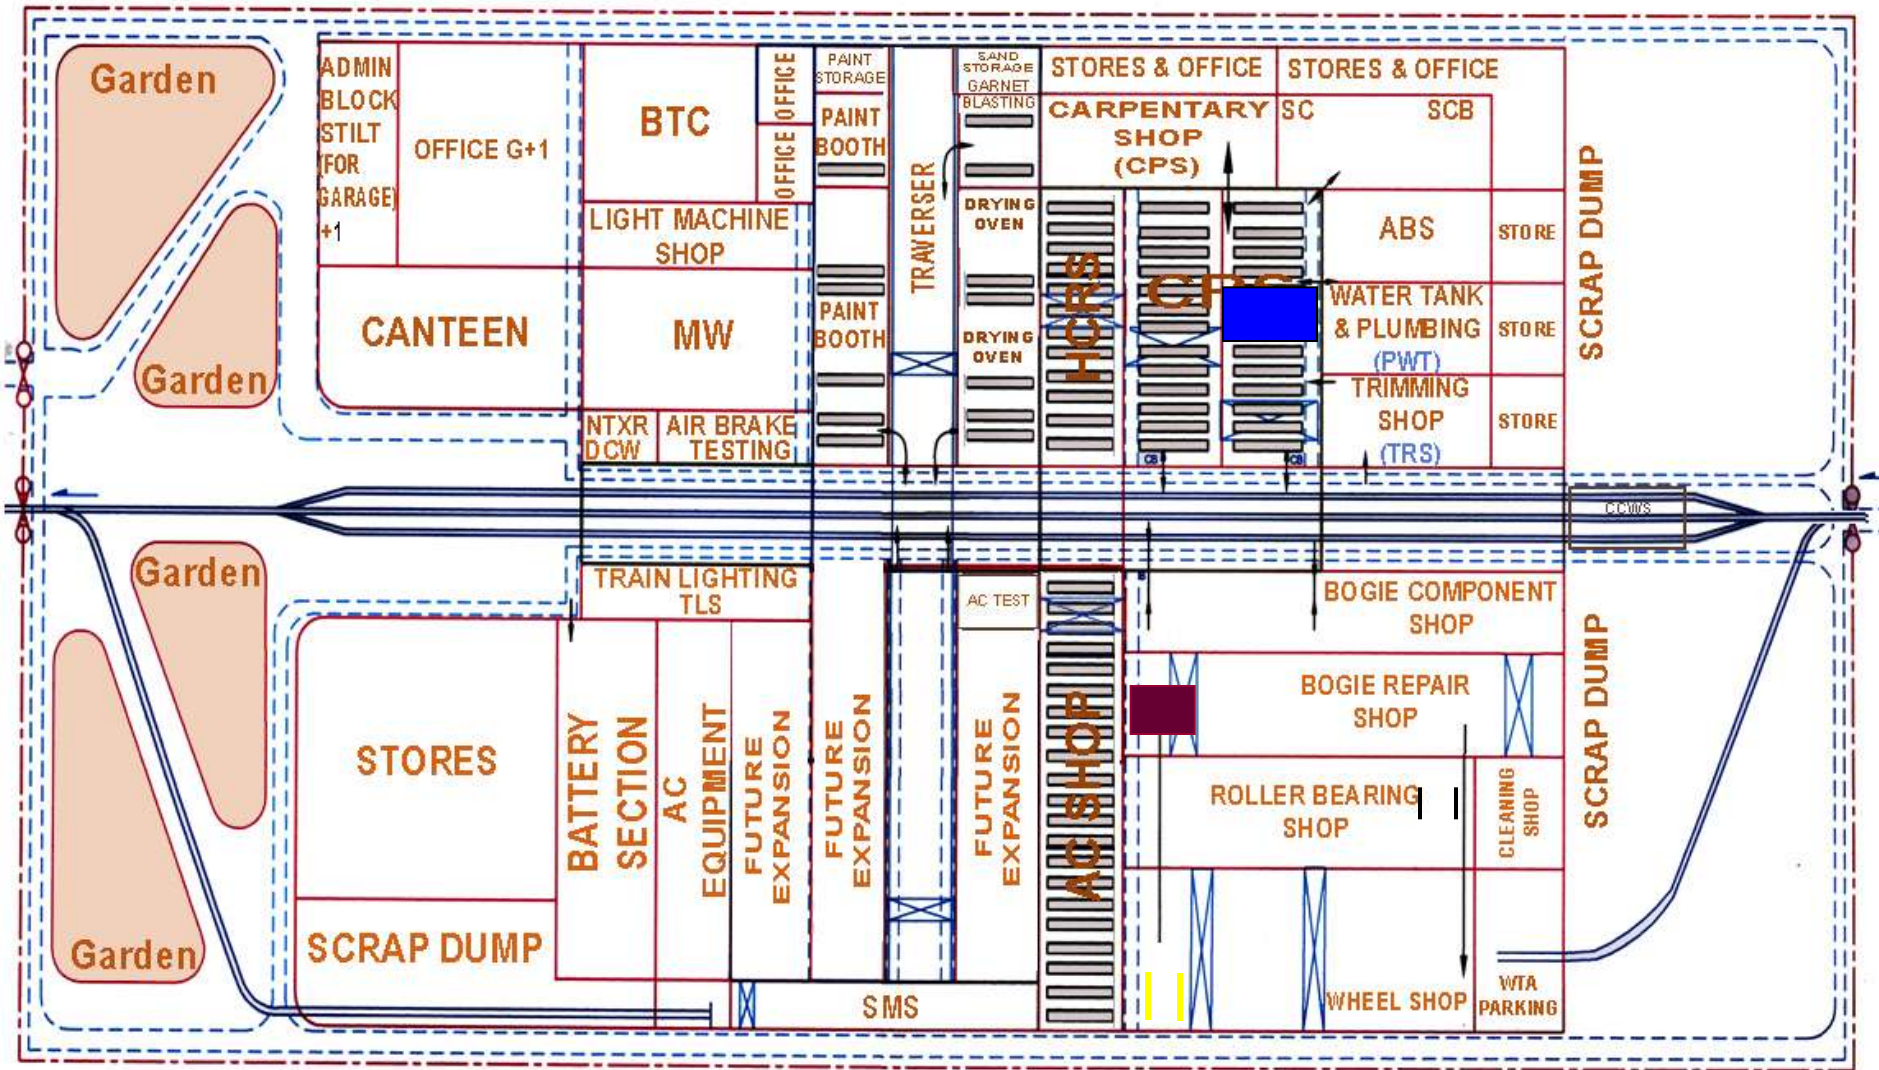 Garden
ADMIN
BLOCK
STILT
(FOR
GARAGE)
+1
OFFICE G+1
BTC
OFFICE
OFFICE
PAINT
STORAGE
PAINT
BOOTH
TRAVERSER
SAND
STORAGE
GARNET
BLASTING
STORES & OFFICE
STORES & OFFICE
CARPENTARY
SHOP
(CPS)
SC
SCB
SCRAP DUMP
LIGHT MACHINE
SHOP
DRYING
OVEN
HCRS
ABS
STORE
Garden
CANTEEN
MW
PAINT
BOOTH
DRYING
OVEN
WATER TANK
& PLUMBING
(PWT)
STORE
TRIMMING
SHOP
(TRS)
STORE
NTXR
DCW
AIR BRAKE
TESTING
CB
CB
CCWS
Garden
TRAIN LIGHTING
TLS
AC TEST
BOGIE COMPONENT
SHOP
SCRAP DUMP
STORES
BATTERY
SECTION
AC
EQUIPMENT
FUTURE
EXPANSION
FUTURE
EXPANSION
FUTURE
EXPANSION
AC SHOP
BOGIE REPAIR
SHOP
ROLLER BEARING
SHOP
CLEANING
SHOP
Garden
SCRAP DUMP
SMS
WHEEL SHOP
WTA
PARKING